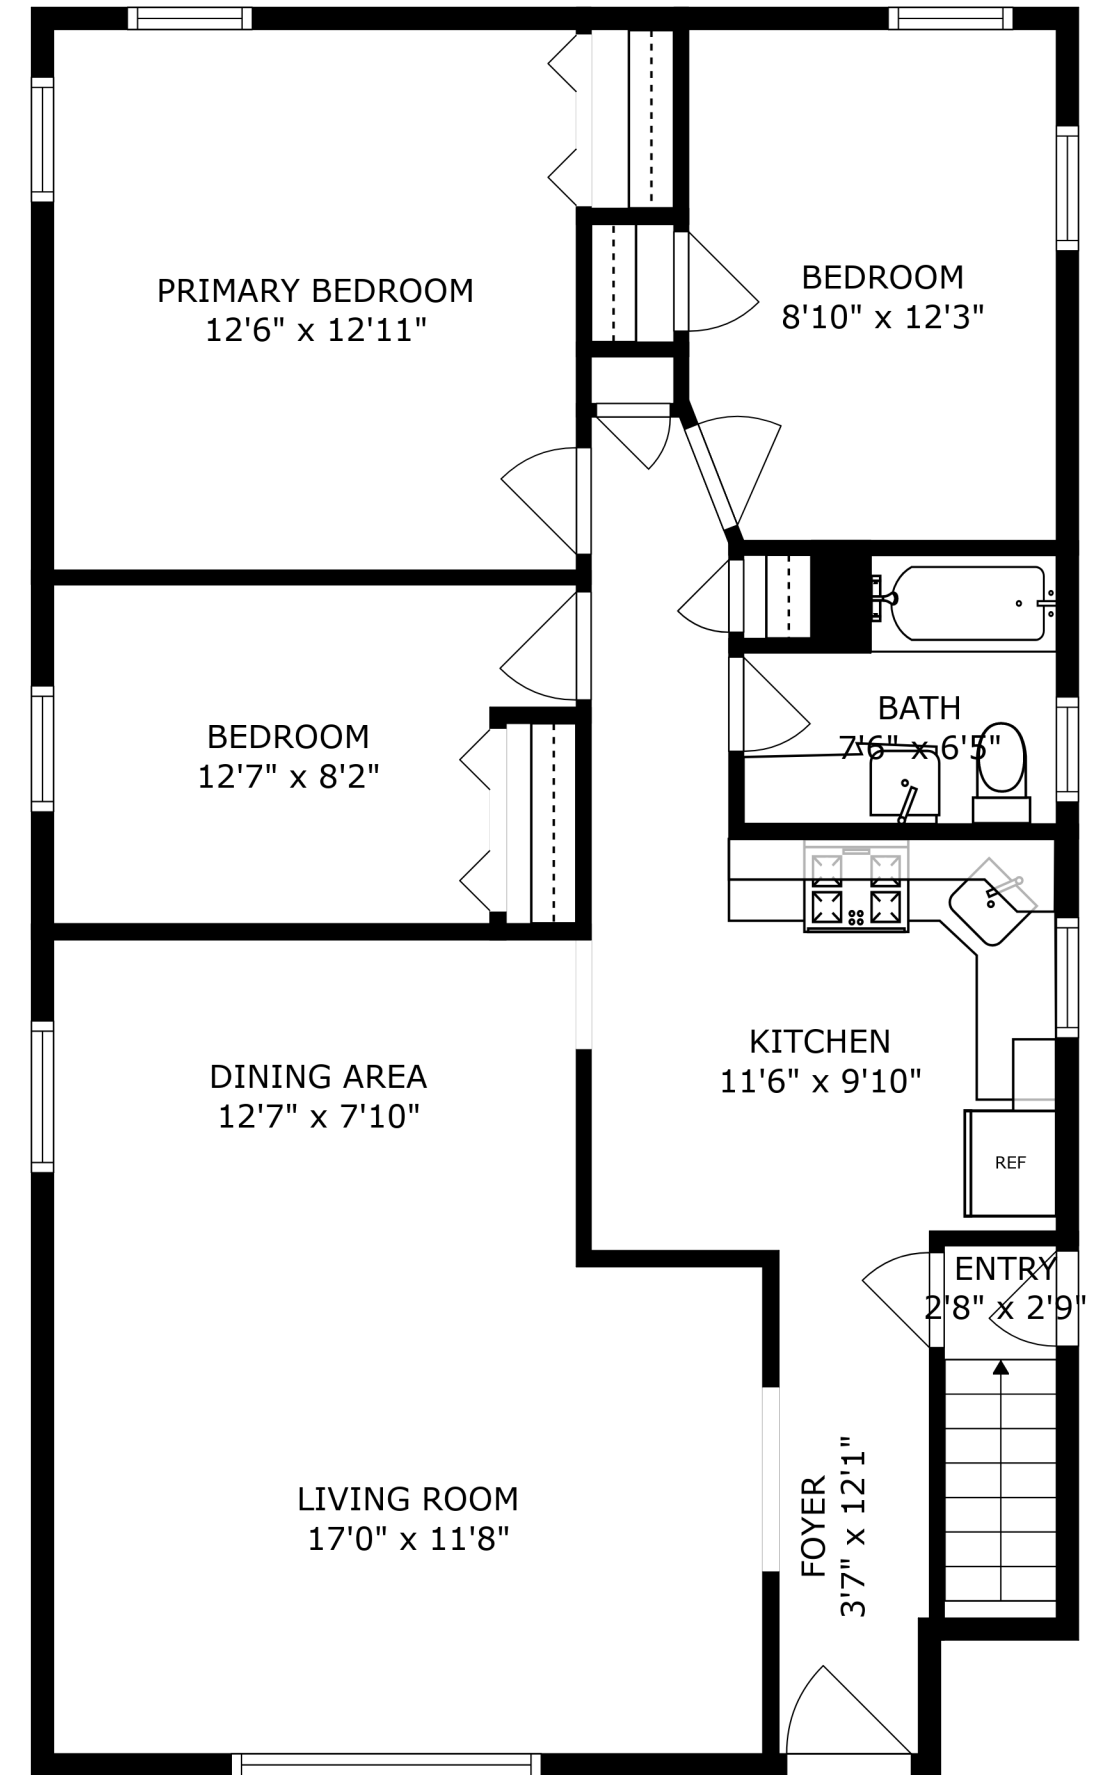 PRIMARY BEDROOM
12'6" x 12'11"
BEDROOM
8'10" x 12'3"
BEDROOM
12'7" x 8'2"
BATH
7'6" x 6'5"
DINING AREA
12'7" x 7'10"
KITCHEN
11'6" x 9'10"
REF
ENTRY
2'8" x 2'9"
LIVING ROOM
17'0" x 11'8"
FOYER
3'7" x 12'1"